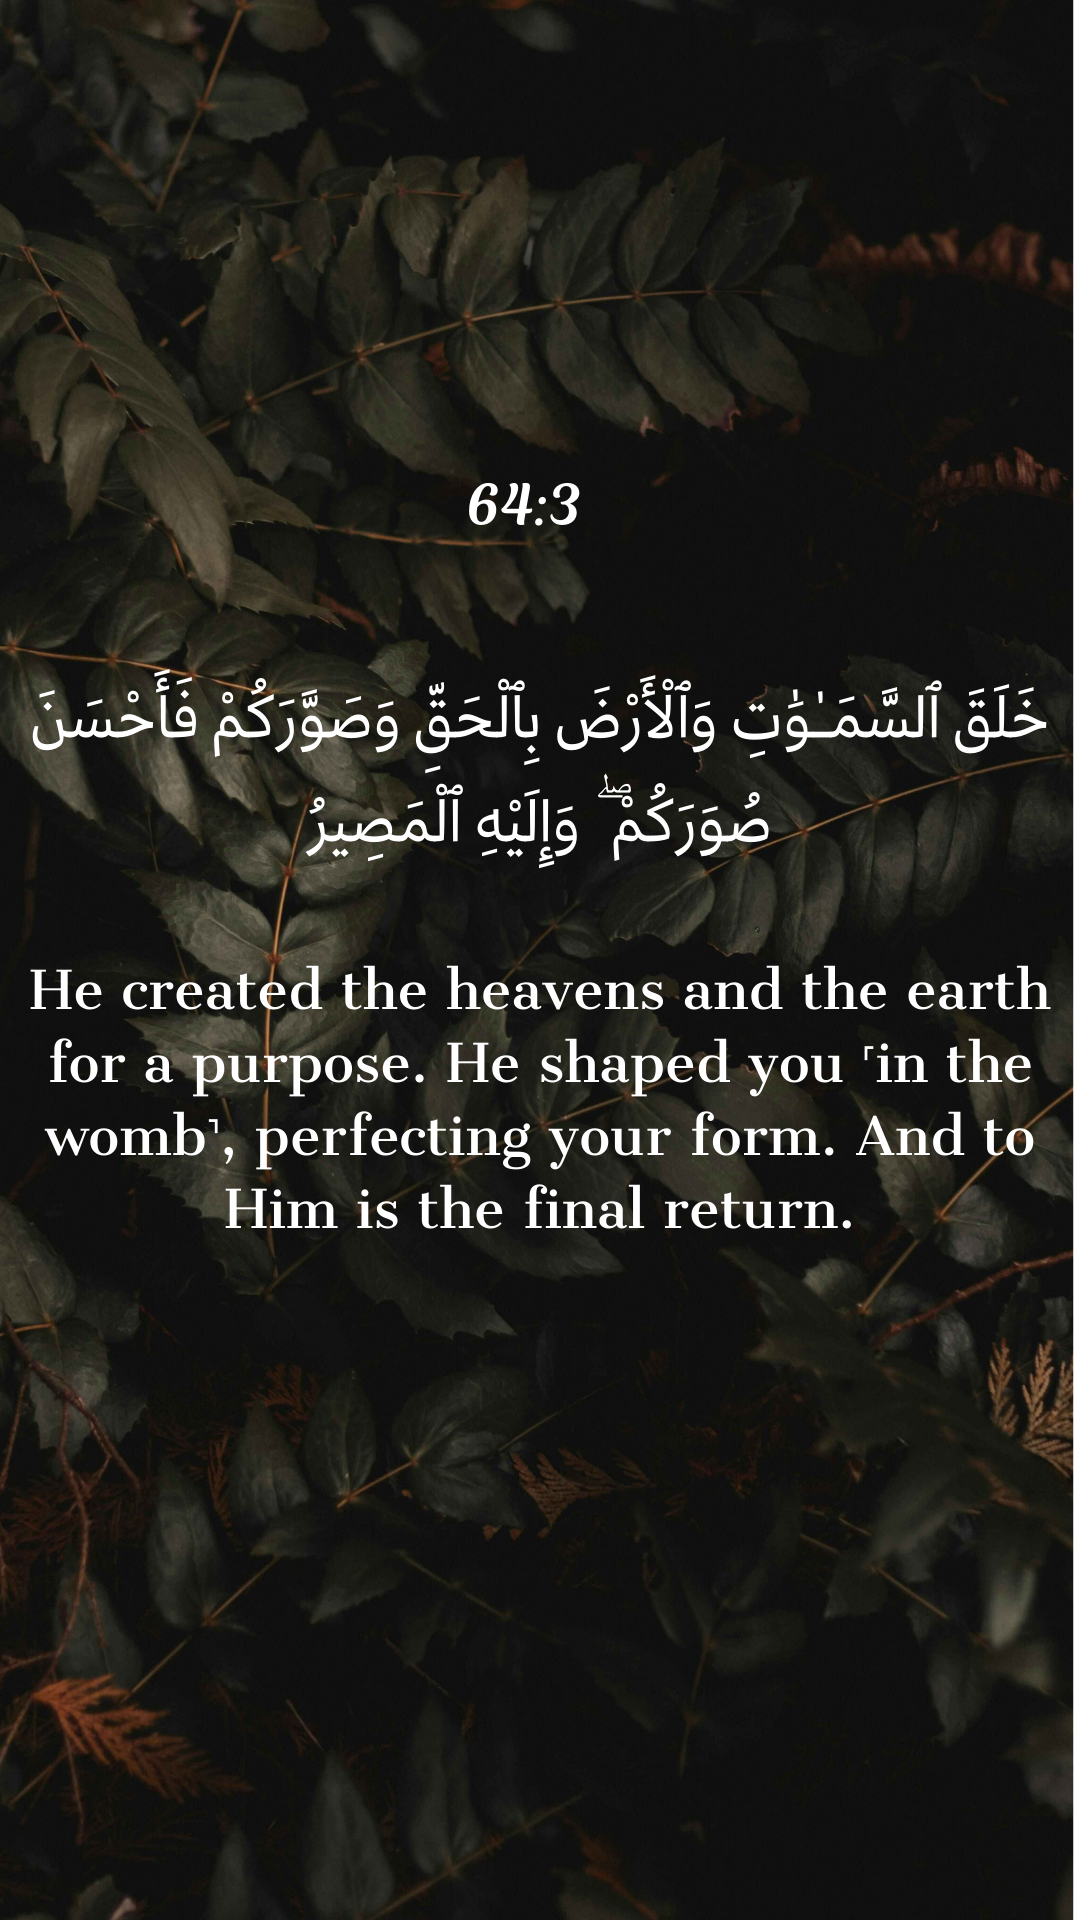 64:3
خَلَقَ ٱلسَّمَـٰوَٰتِ وَٱلْأَرْضَ بِٱلْحَقِّ وَصَوَّرَكُمْ فَأَحْسَنَ
صُوَرَكُمْ ۖ وَإِلَيْهِ ٱلْمَصِيرُ
He created the heavens and the earth
for a purpose. He shaped you ˹in the
womb˺, perfecting your form. And to
Him is the final return.